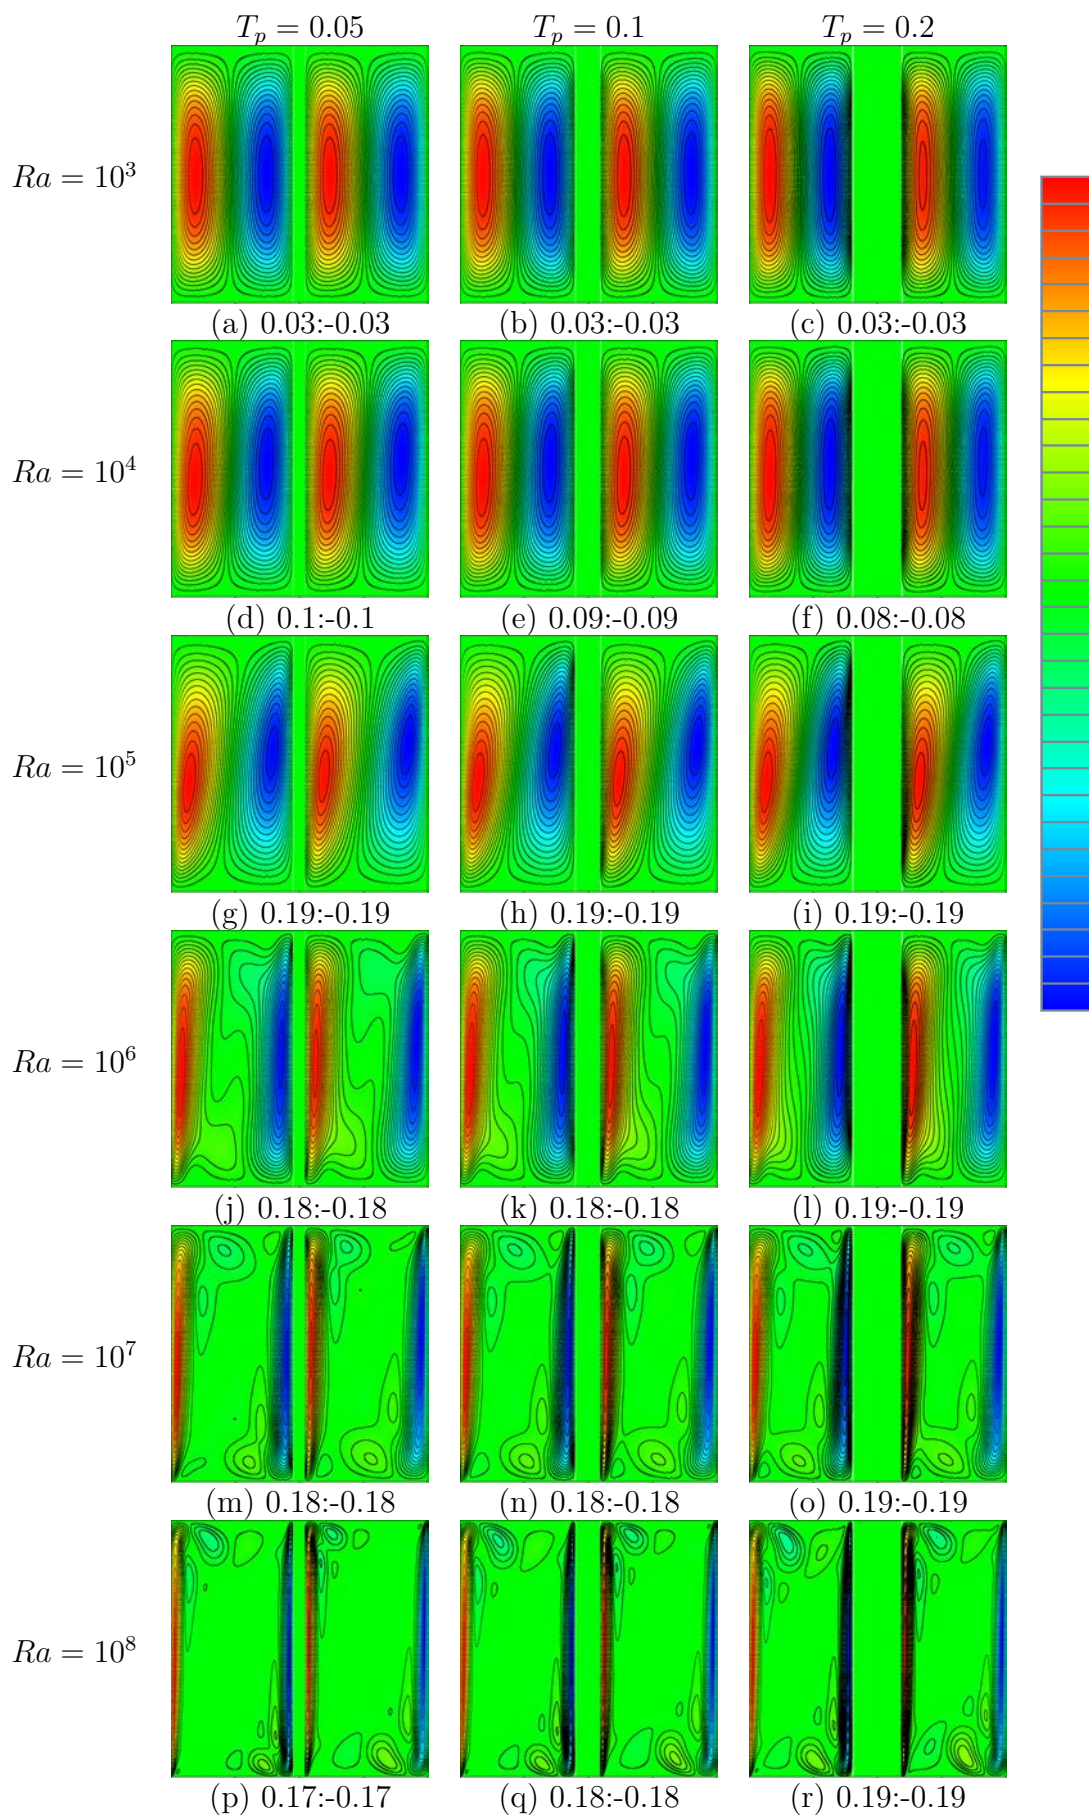 T_p = 0.05 T_p = 0.1 T_p = 0.2
Ra = 10^3
(a) 0.03:-0.03 (b) 0.03:-0.03 (c) 0.03:-0.03
Ra = 10^4
(d) 0.1:-0.1 (e) 0.09:-0.09 (f) 0.08:-0.08
Ra = 10^5
(g) 0.19:-0.19 (h) 0.19:-0.19 (i) 0.19:-0.19
Ra = 10^6
(j) 0.18:-0.18 (k) 0.18:-0.18 (l) 0.19:-0.19
Ra = 10^7
(m) 0.18:-0.18 (n) 0.18:-0.18 (o) 0.19:-0.19
Ra = 10^8
(p) 0.17:-0.17 (q) 0.18:-0.18 (r) 0.19:-0.19